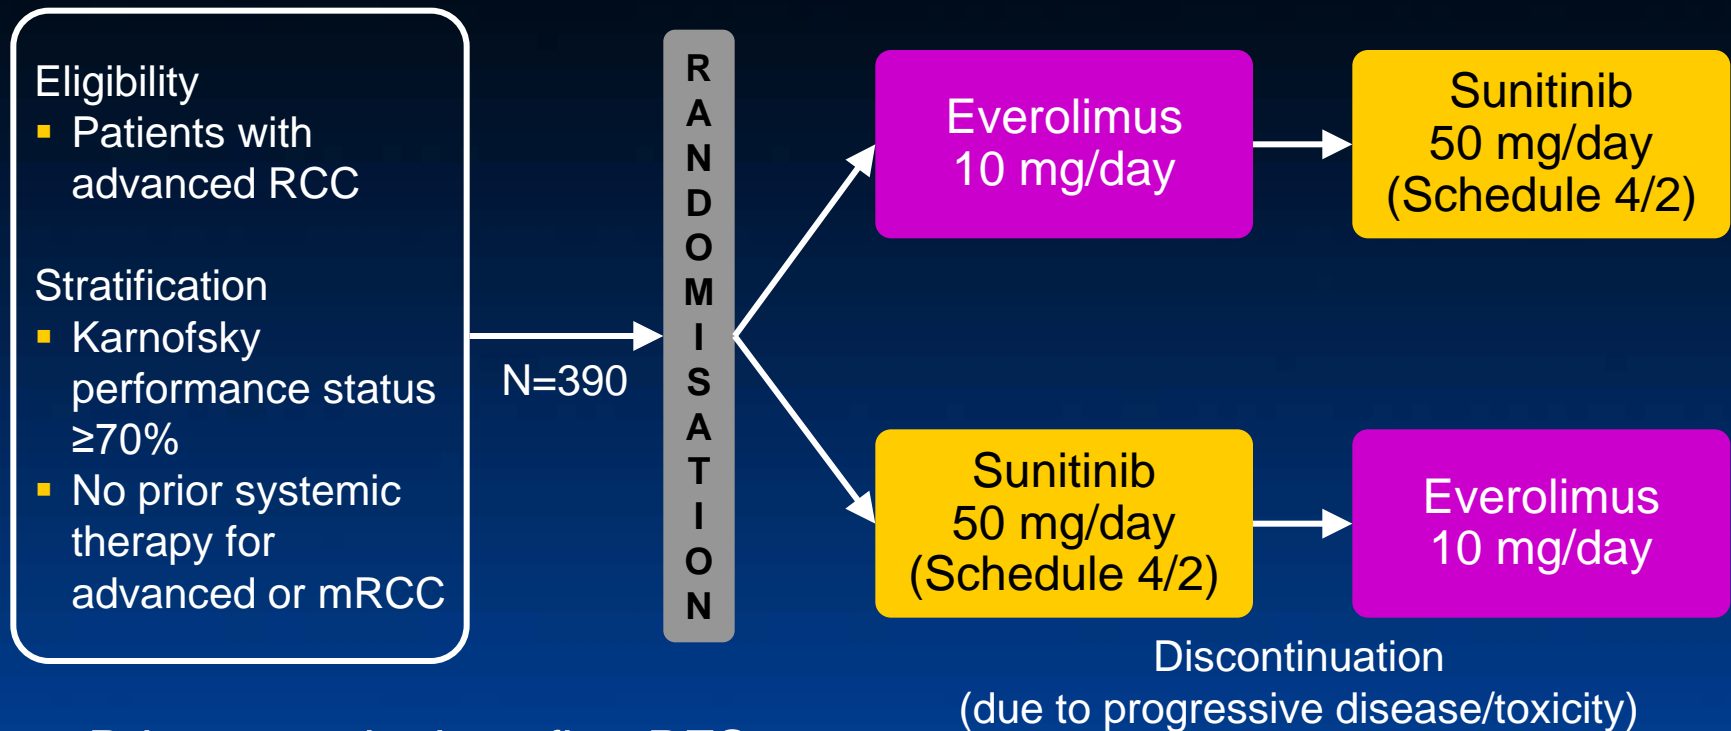 Eligibility
▪ Patients with
advanced RCC
Stratification
▪ Karnofsky
performance status
≥70%
▪ No prior systemic
therapy for
advanced or mRCC
N=390
R
A
N
D
O
M
I
S
A
T
I
O
N
Everolimus
10 mg/day
Sunitinib
50 mg/day
(Schedule 4/2)
Sunitinib
50 mg/day
(Schedule 4/2)
Everolimus
10 mg/day
Discontinuation
(due to progressive disease/toxicity)